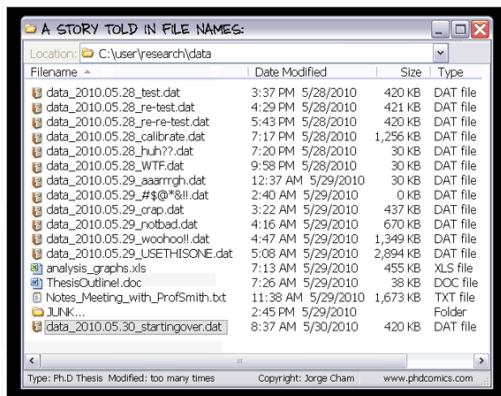 A STORY TOLD IN FILE NAMES:
Location: C:\user\research\data
Filename Date Modified Size Type
data_2010.05.28_test.dat 3:37 PM 5/28/2010 420 KB DAT file
data_2010.05.28_re-test.dat 4:29 PM 5/28/2010 421 KB DAT file
data_2010.05.28_re-re-test.dat 5:43 PM 5/28/2010 420 KB DAT file
data_2010.05.28_calibrate.dat 7:17 PM 5/28/2010 1,256 KB DAT file
data_2010.05.28_huh??.dat 7:20 PM 5/28/2010 30 KB DAT file
data_2010.05.28_WTF.dat 9:58 PM 5/28/2010 30 KB DAT file
data_2010.05.29_aaarrrgh.dat 12:37 AM 5/29/2010 30 KB DAT file
data_2010.05.29_#$@*&!!.dat 2:40 AM 5/29/2010 0 KB DAT file
data_2010.05.29_crap.dat 3:22 AM 5/29/2010 437 KB DAT file
data_2010.05.29_notbad.dat 4:16 AM 5/29/2010 670 KB DAT file
data_2010.05.29_woohoo!!.dat 4:47 AM 5/29/2010 1,349 KB DAT file
data_2010.05.29_USETHISONE.dat 5:08 AM 5/29/2010 2,894 KB DAT file
analysis_graphs.xls 7:13 AM 5/29/2010 455 KB XLS file
ThesisOutline!.doc 7:26 AM 5/29/2010 38 KB DOC file
Notes_Meeting_with_ProfSmith.txt 11:38 AM 5/29/2010 1,673 KB TXT file
JUNK... 2:45 PM 5/29/2010 Folder
data_2010.05.30_startingover.dat 8:37 AM 5/30/2010 420 KB DAT file
Type: Ph.D Thesis Modified: too many times Copyright: Jorge Cham www.phdcomics.com